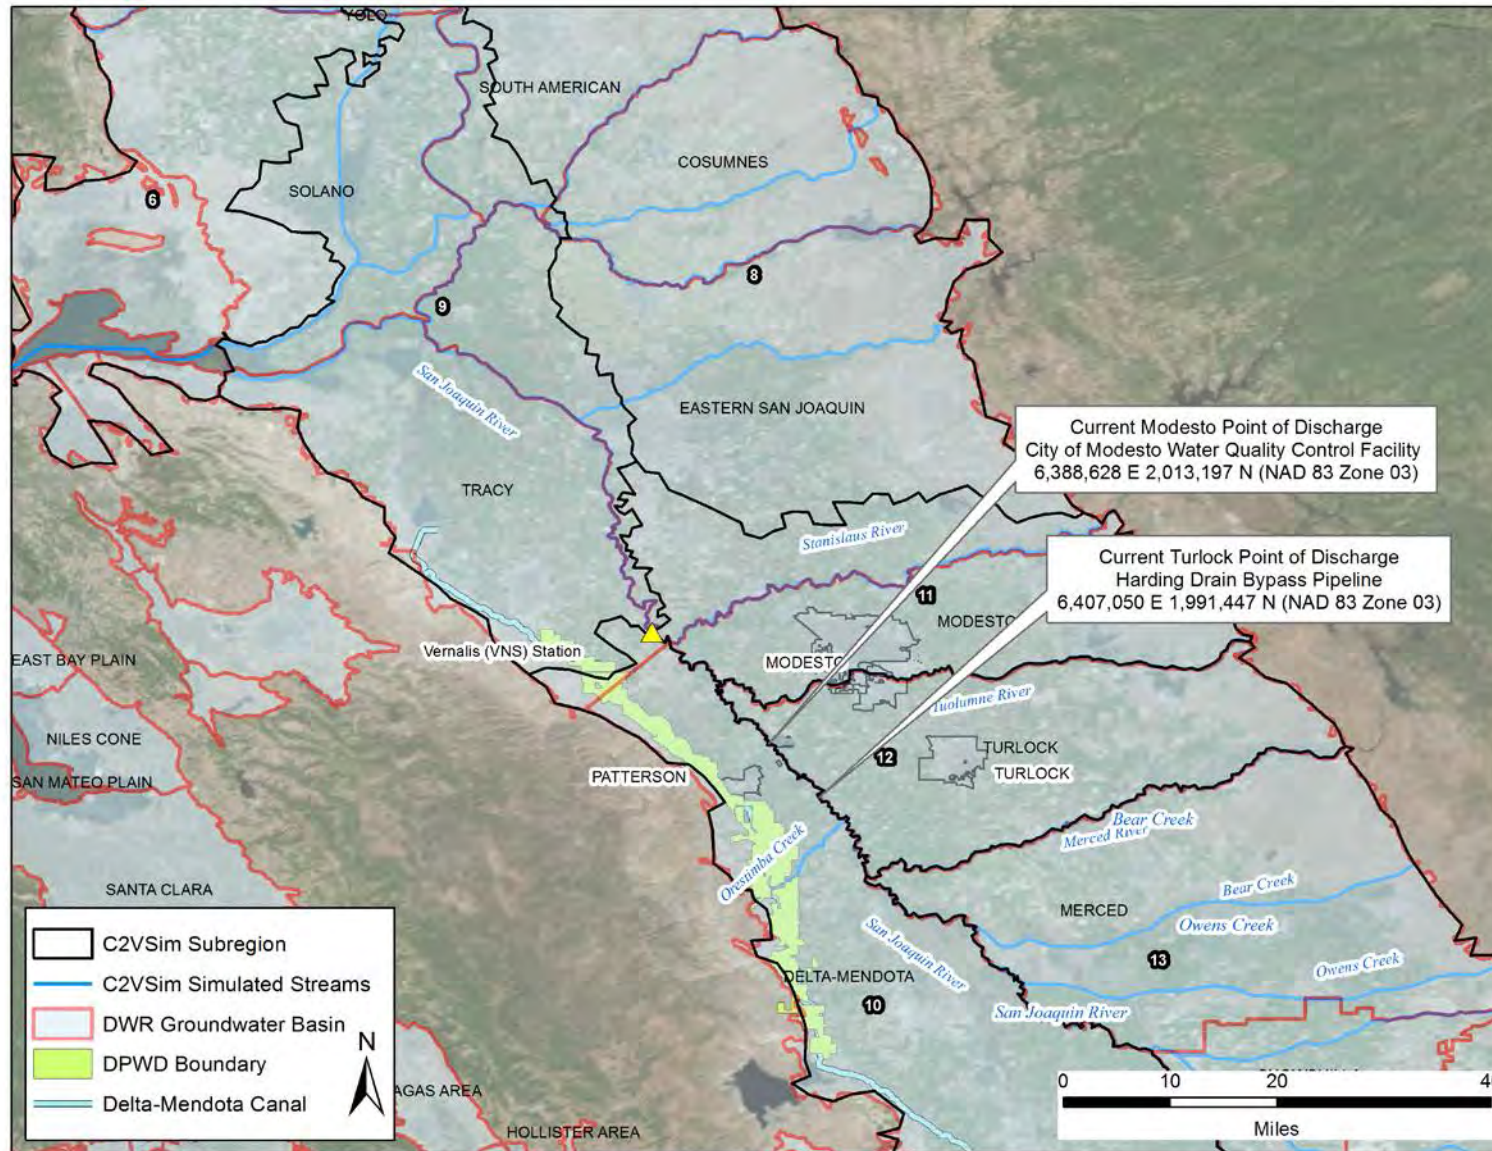 YOLO
SOUTH AMERICAN
COSUMNES
SOLANO
6
8
9
San Joaquin River
EASTERN SAN JOAQUIN
Current Modesto Point of Discharge
City of Modesto Water Quality Control Facility
6,388,628 E 2,013,197 N (NAD 83 Zone 03)
TRACY
Stanislaus River
Current Turlock Point of Discharge
Harding Drain Bypass Pipeline
6,407,050 E 1,991,447 N (NAD 83 Zone 03)
11
MODESTO
Vernalis (VNS) Station
MODESTO
EAST BAY PLAIN
Tuolumne River
NILES CONE
12
TURLOCK
TURLOCK
SAN MATEO PLAIN
PATTERSON
Bear Creek
Merced River
Orestimba Creek
SANTA CLARA
Bear Creek
MERCED
Owens Creek
San Joaquin River
13
Owens Creek
DELTA-MENDOTA
10
San Joaquin River
C2VSim Subregion
C2VSim Simulated Streams
DWR Groundwater Basin
DPWD Boundary
Delta-Mendota Canal
N
AGAS AREA
HOLLISTER AREA
0 10 20 40
Miles